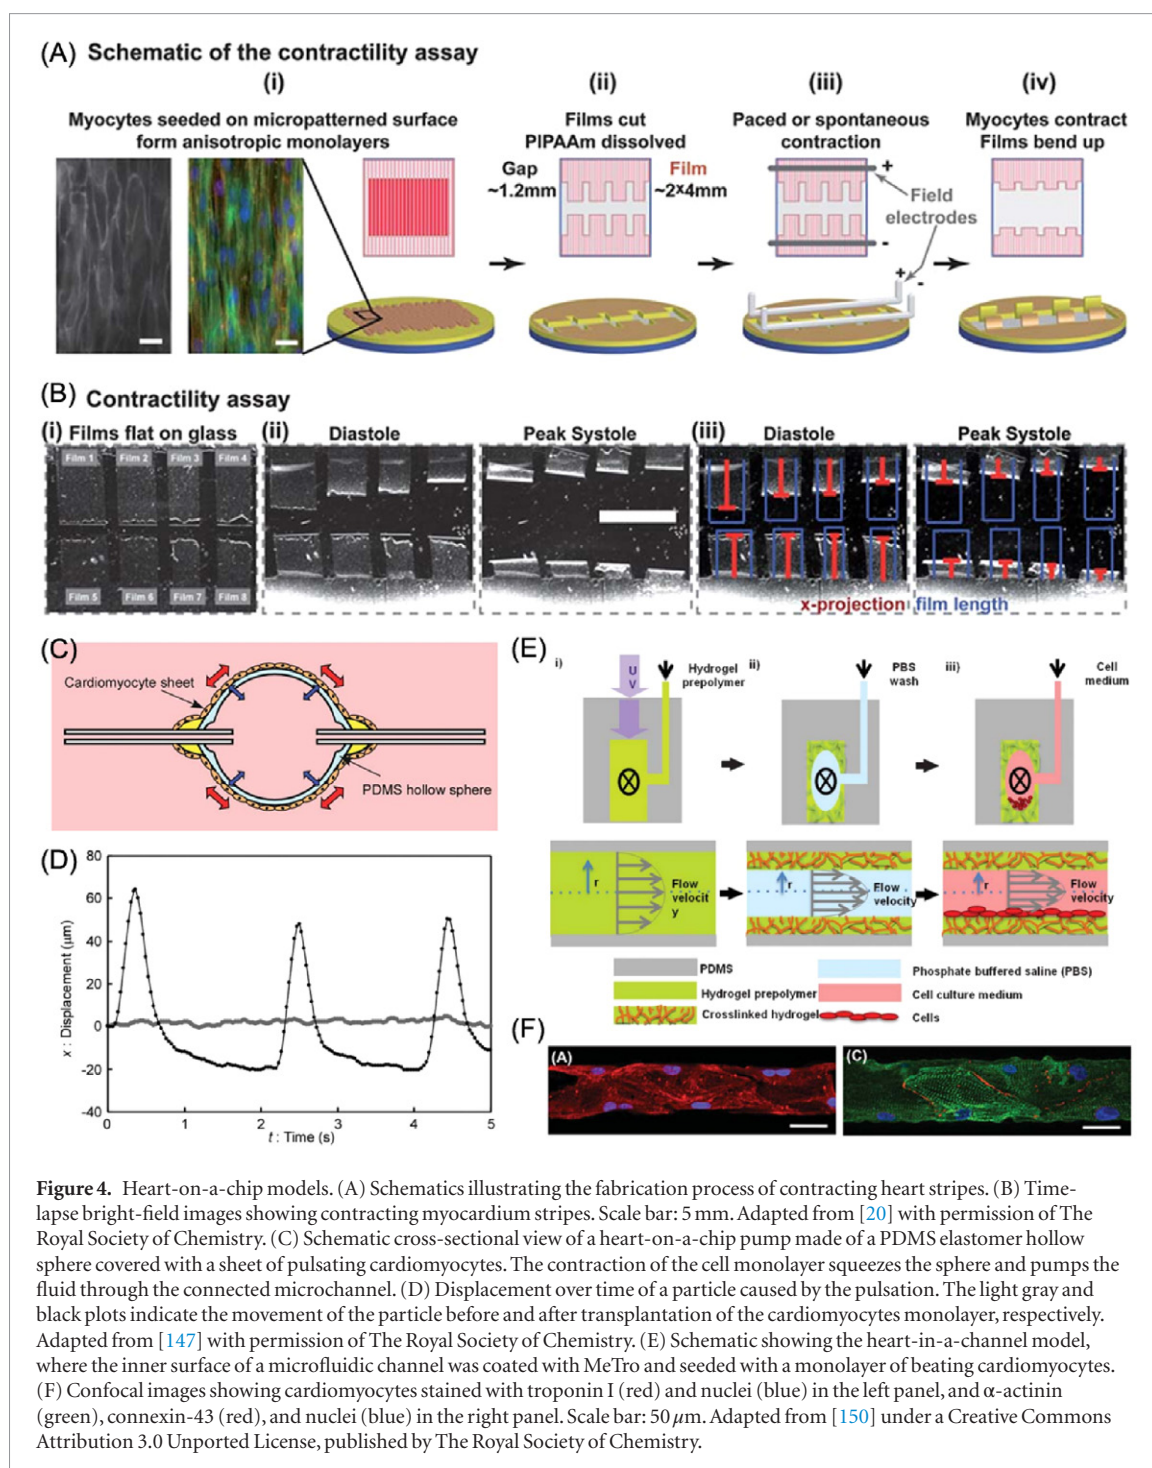 (A) Schematic of the contractility assay
(i)
(ii)
(iii)
(iv)
Myocytes seeded on micropatterned surface
form anisotropic monolayers
Films cut
PIPAAm dissolved
Paced or spontaneous
contraction
Myocytes contract
Films bend up
Gap
~1.2mm
Film
~2x4mm
+
-
Field
electrodes
+
-
(B) Contractility assay
(i) Films flat on glass
(ii) Diastole
Peak Systole
(iii) Diastole
Peak Systole
Film 1 Film 2 Film 3 Film 4
Film 5 Film 6 Film 7 Film 8
x-projection film length
(C)
Cardiomyocyte sheet
PDMS hollow sphere
(D)
80
60
40
20
0
-20
-40
x : Displacement (μm)
0 1 2 3 4 5
t : Time (s)
(E)
i)
U
V
Hydrogel
prepolymer
ii)
PBS
wash
iii)
Cell
medium
r
Flow
velocit
y
r
Flow
velocity
r
Flow
velocity
PDMS
Hydrogel prepolymer
Crosslinked hydrogel
Phosphate buffered saline (PBS)
Cell culture medium
Cells
(F)
(A)
(C)
Figure 4. Heart-on-a-chip models. (A) Schematics illustrating the fabrication process of contracting heart stripes. (B) Time-
lapse bright-field images showing contracting myocardium stripes. Scale bar: 5 mm. Adapted from [20] with permission of The
Royal Society of Chemistry. (C) Schematic cross-sectional view of a heart-on-a-chip pump made of a PDMS elastomer hollow
sphere covered with a sheet of pulsating cardiomyocytes. The contraction of the cell monolayer squeezes the sphere and pumps the
fluid through the connected microchannel. (D) Displacement over time of a particle caused by the pulsation. The light gray and
black plots indicate the movement of the particle before and after transplantation of the cardiomyocytes monolayer, respectively.
Adapted from [147] with permission of The Royal Society of Chemistry. (E) Schematic showing the heart-in-a-channel model,
where the inner surface of a microfluidic channel was coated with MeTro and seeded with a monolayer of beating cardiomyocytes.
(F) Confocal images showing cardiomyocytes stained with troponin I (red) and nuclei (blue) in the left panel, and α-actinin
(green), connexin-43 (red), and nuclei (blue) in the right panel. Scale bar: 50 μm. Adapted from [150] under a Creative Commons
Attribution 3.0 Unported License, published by The Royal Society of Chemistry.